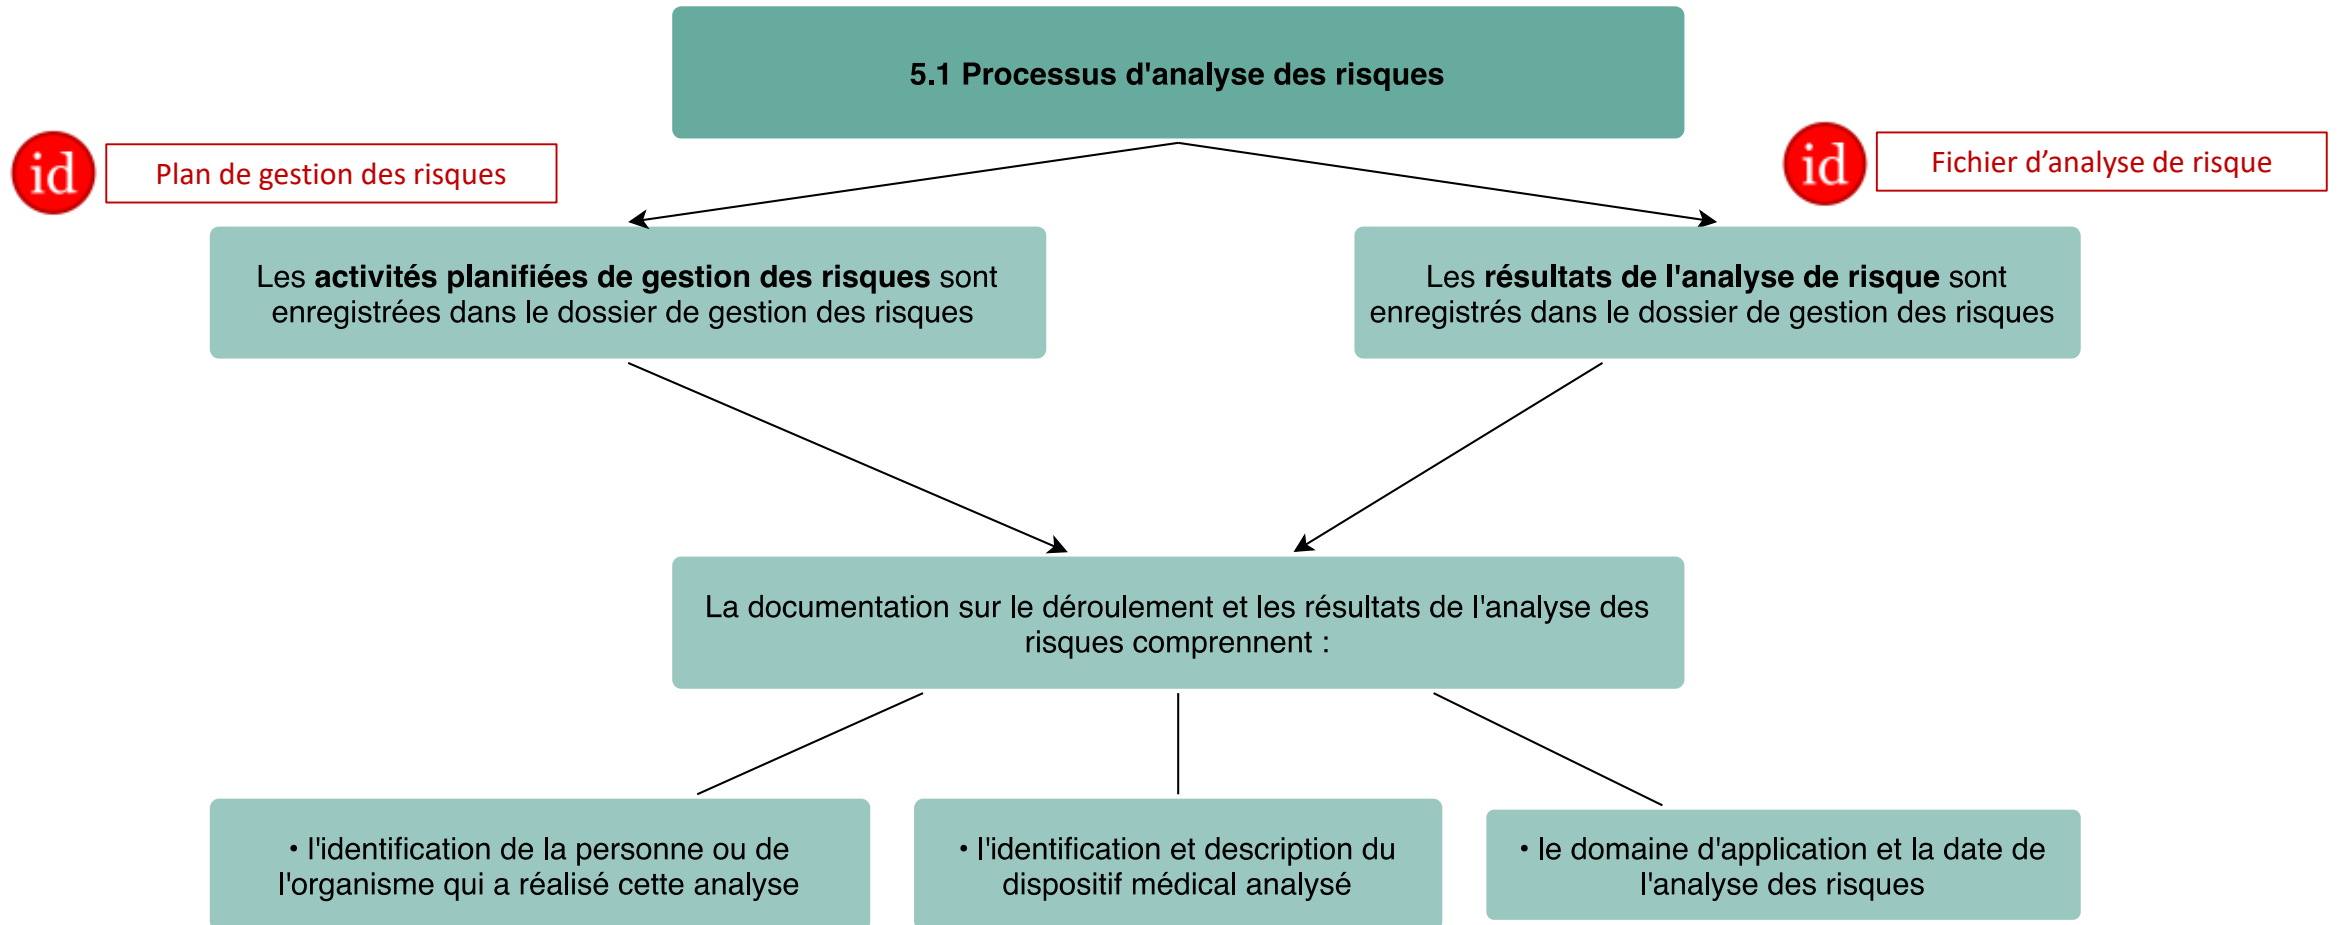 5.1 Processus d'analyse des risques
id
Plan de gestion des risques
id
Fichier d’analyse de risque
Les activités planifiées de gestion des risques sont
enregistrées dans le dossier de gestion des risques
Les résultats de l'analyse de risque sont
enregistrés dans le dossier de gestion des risques
La documentation sur le déroulement et les résultats de l'analyse des
risques comprennent :
• l'identification de la personne ou de
l'organisme qui a réalisé cette analyse
• l'identification et description du
dispositif médical analysé
• le domaine d'application et la date de
l'analyse des risques